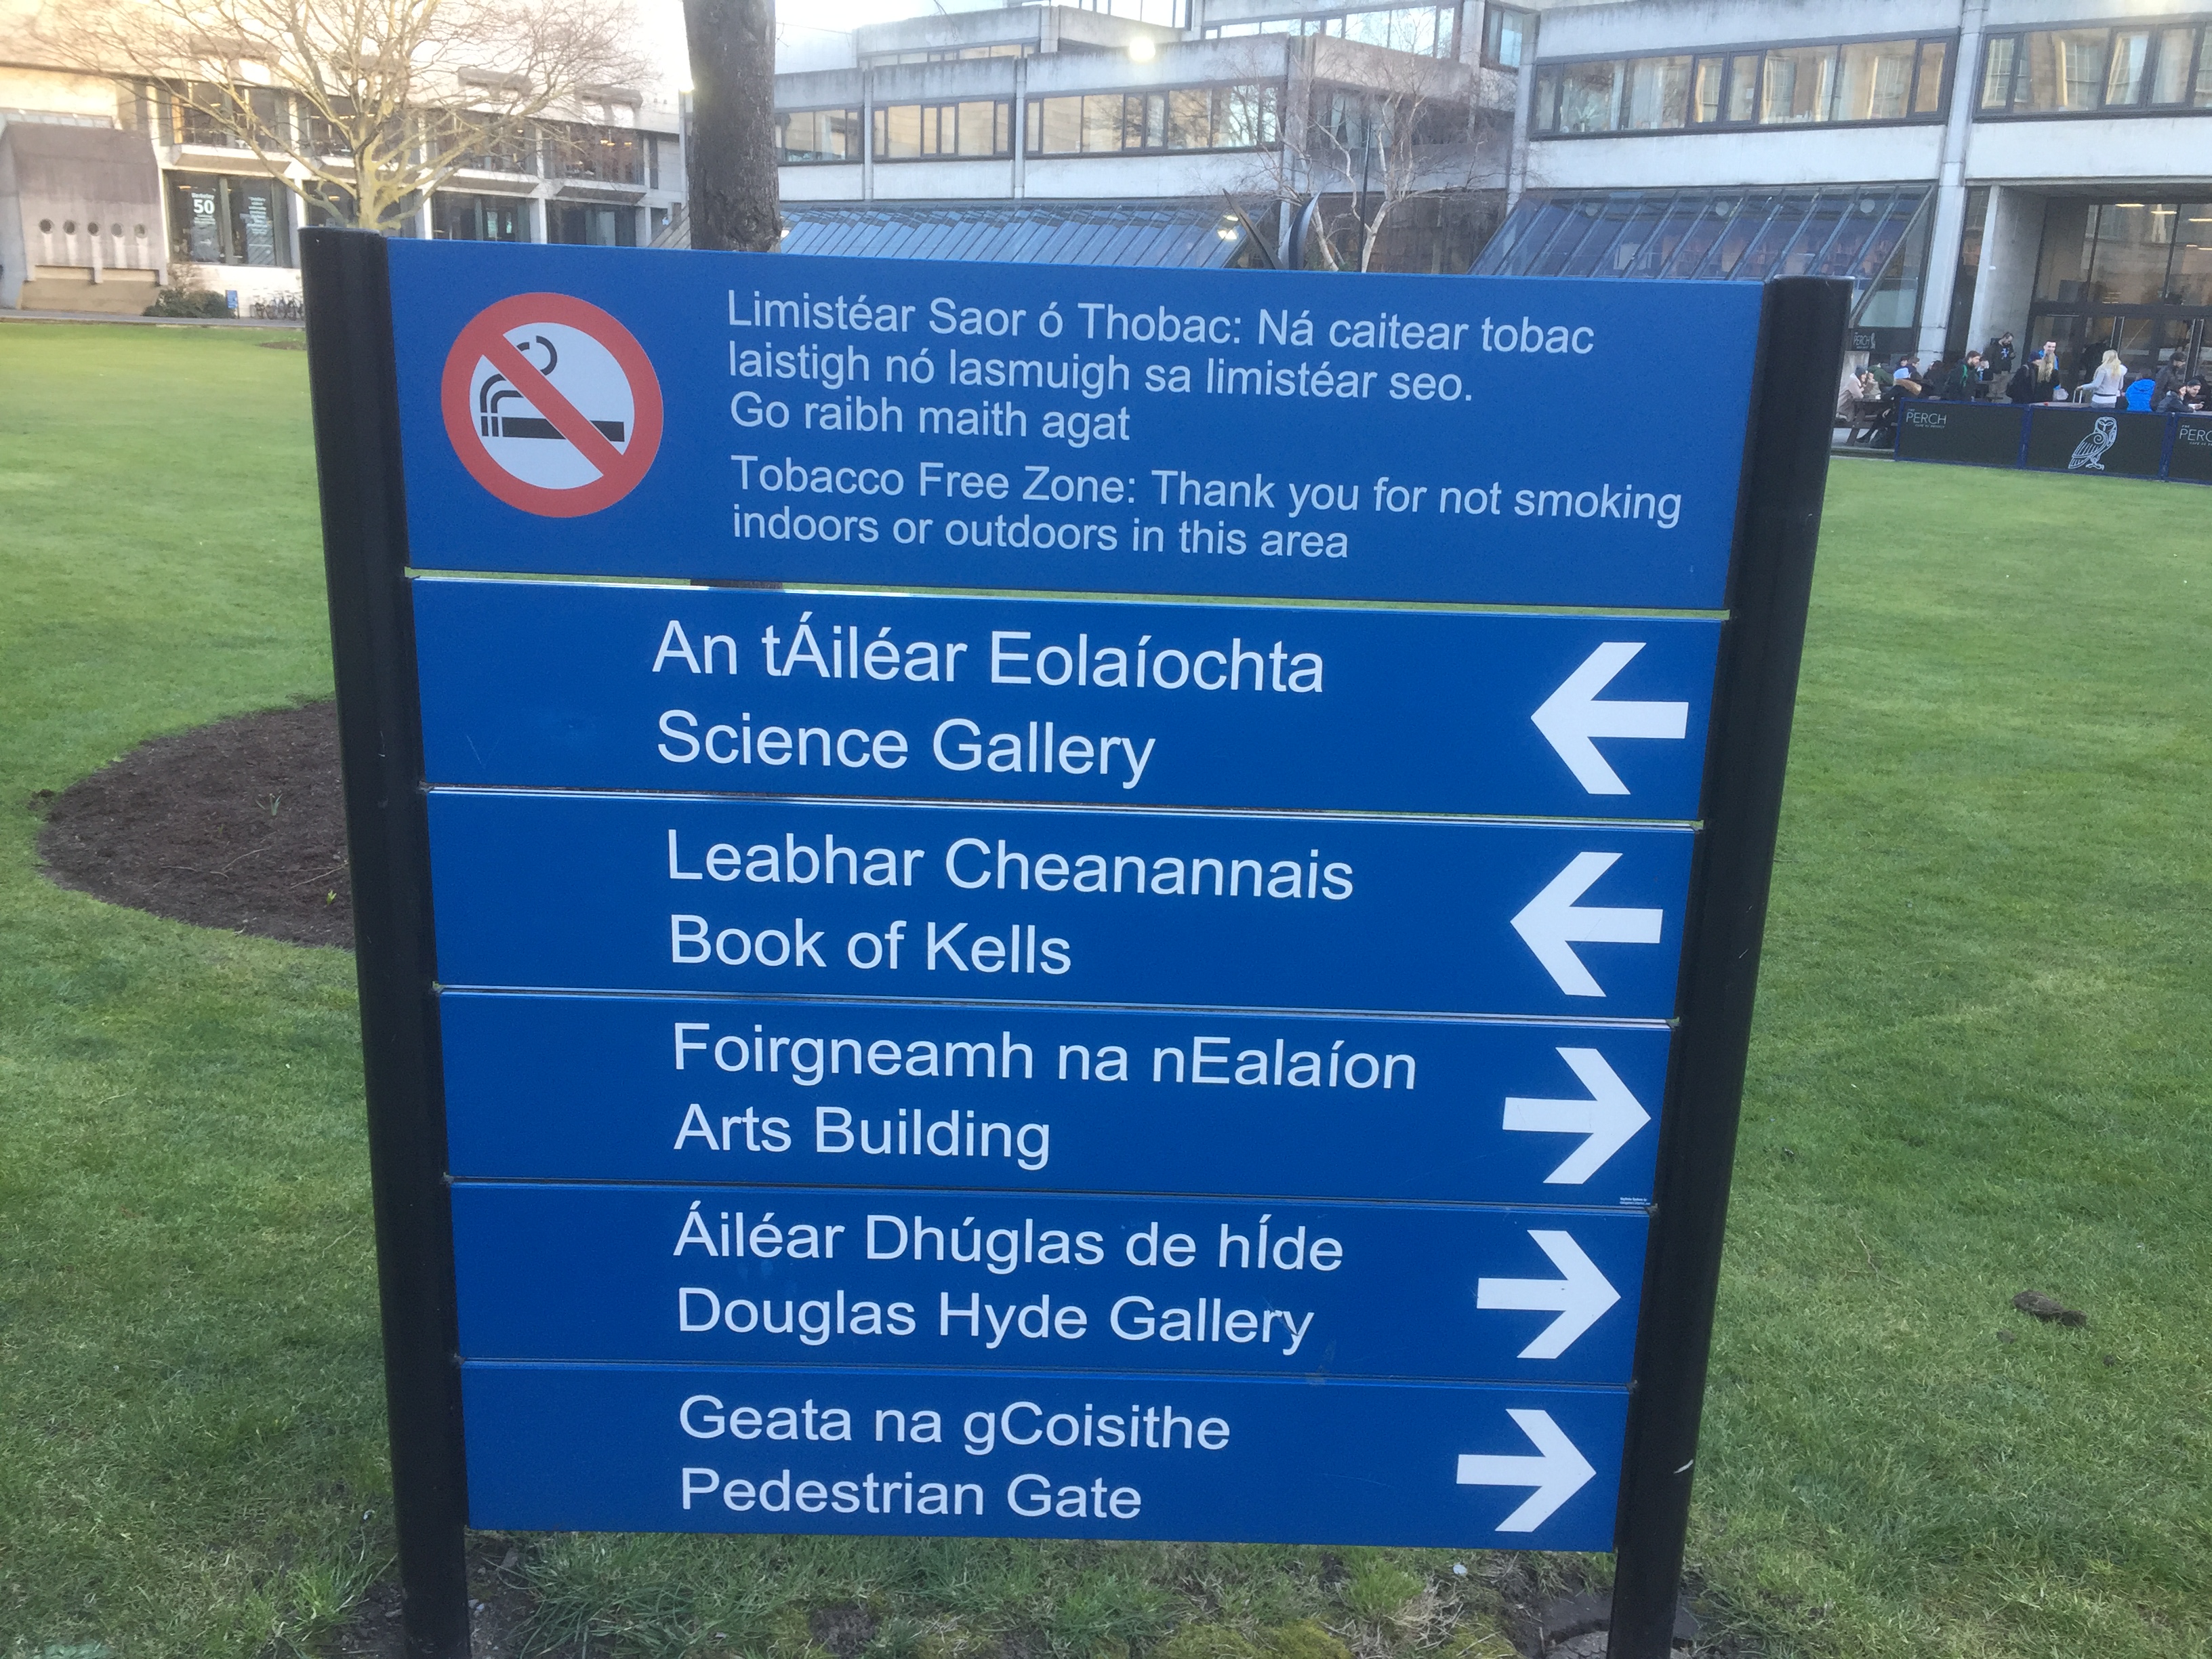 Limistéar Saor ó Thobac: Ná caitear tobac
laistigh nó lasmuigh sa limistéar seo.
Go raibh maith agat
Tobacco Free Zone: Thank you for not smoking
indoors or outdoors in this area
An tÁiléar Eolaíochta
Science Gallery
Leabhar Cheanannais
Book of Kells
Foirgneamh na nEalaíon
Arts Building
Áiléar Dhúglas de hÍde
Douglas Hyde Gallery
Geata na gCoisithe
Pedestrian Gate
50
PERCH